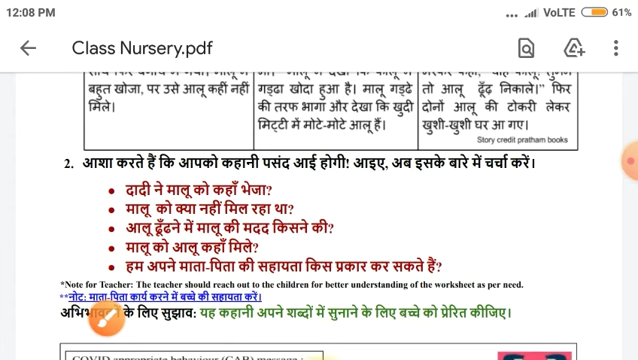 12:08 PM
VoLTE 61%
Class Nursery.pdf
बहुत खोजा, पर उसे आलू कहीं नहीं
मिले।
गड्ढा खोदा हुआ है। मालू गड्ढे
की तरफ भागा और देखा कि खुदी
मिट्टी में मोटे-मोटे आलू हैं।
तो आलू ढूँढ़ निकाले।” फिर
दोनों आलू की टोकरी लेकर
खुशी-खुशी घर आ गए।
Story credit pratham books
2. आशा करते हैं कि आपको कहानी पसंद आई होगी! आइए, अब इसके बारे में चर्चा करें।
• दादी ने मालू को कहाँ भेजा?
• मालू को क्या नहीं मिल रहा था?
• आलू ढूँढने में मालू की मदद किसने की?
• मालू को आलू कहाँ मिले?
• हम अपने माता-पिता की सहायता किस प्रकार कर सकते हैं?
*Note for Teacher: The teacher should reach out to the children for better understanding of the worksheet as per need.
**नोट: माता-पिता कार्य करने में बच्चे की सहायता करें।
के लिए सुझाव: यह कहानी अपने शब्दों में सुनाने के लिए बच्चे को प्रेरित कीजिए।
COVID appropriate behaviour (CAB) message :